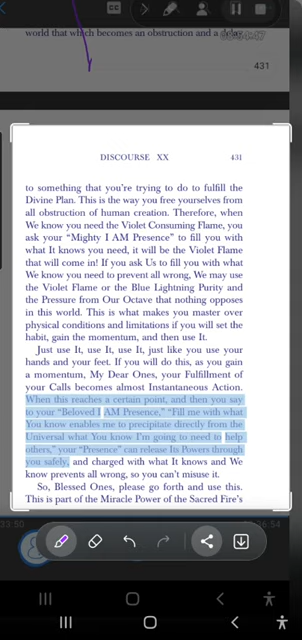 CC
world that which becomes an obstruction and a delay
431
DISCOURSE XX 431
to something that you're trying to do to fulfill the
Divine Plan. This is the way you free yourselves from
all obstruction of human creation. Therefore, when
We know you need the Violet Consuming Flame, you
ask your "Mighty I AM Presence" to fill you with
what It knows you need, it will be the Violet Flame
that will come in! If you ask Us to fill you with what
We know you need to prevent all wrong, We may use
the Violet Flame or the Blue Lightning Purity and
the Pressure from Our Octave that nothing opposes
in this world. This is what makes you master over
physical conditions and limitations if you will set the
habit, gain the momentum, and then use It.
Just use It, use It, use It, just like you use your
hands and your feet. If you will do this, as you gain
a momentum, My Dear Ones, your Fulfillment of
your Calls becomes almost Instantaneous Action.
When this reaches a certain point, and then you say
to your "Beloved I AM Presence," "Fill me with what
You know enables me to precipitate directly from the
Universal what You know I'm going to need to help
others," your "Presence" can release Its Powers through
you safely, and charged with what It knows and We
know prevents all wrong, so you can't misuse it.
So, Blessed Ones, please go forth and use this.
This is part of the Miracle Power of the Sacred Fire's
33:50
26:54